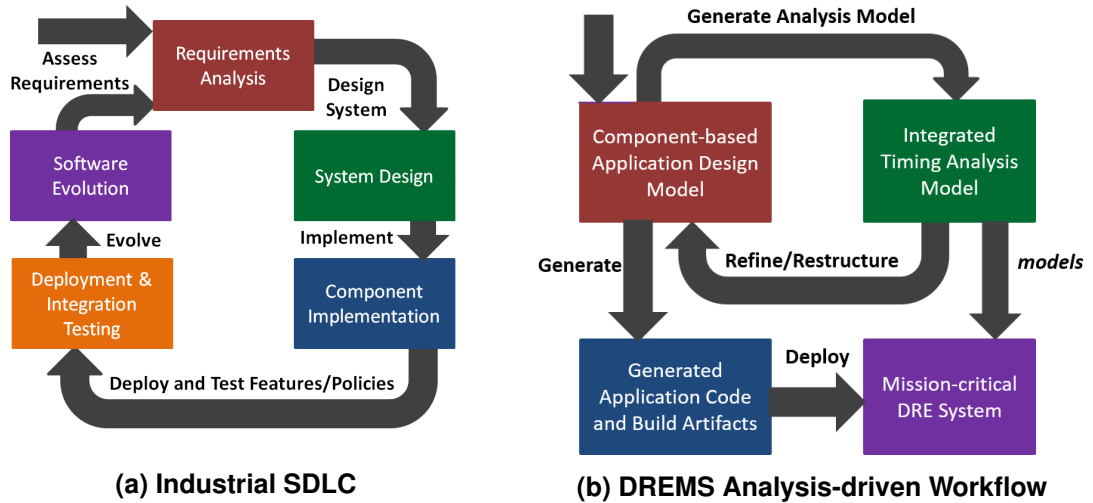 Assess
Requirements
Requirements
Analysis
Design
System
Software
Evolution
System Design
Evolve
Implement
Deployment &
Integration
Testing
Component
Implementation
Deploy and Test Features/Policies
(a) Industrial SDLC
Generate Analysis Model
Component-based
Application Design
Model
Integrated
Timing Analysis
Model
Generate
Refine/Restructure
models
Generated
Application Code
and Build Artifacts
Deploy
Mission-critical
DRE System
(b) DREMS Analysis-driven Workflow